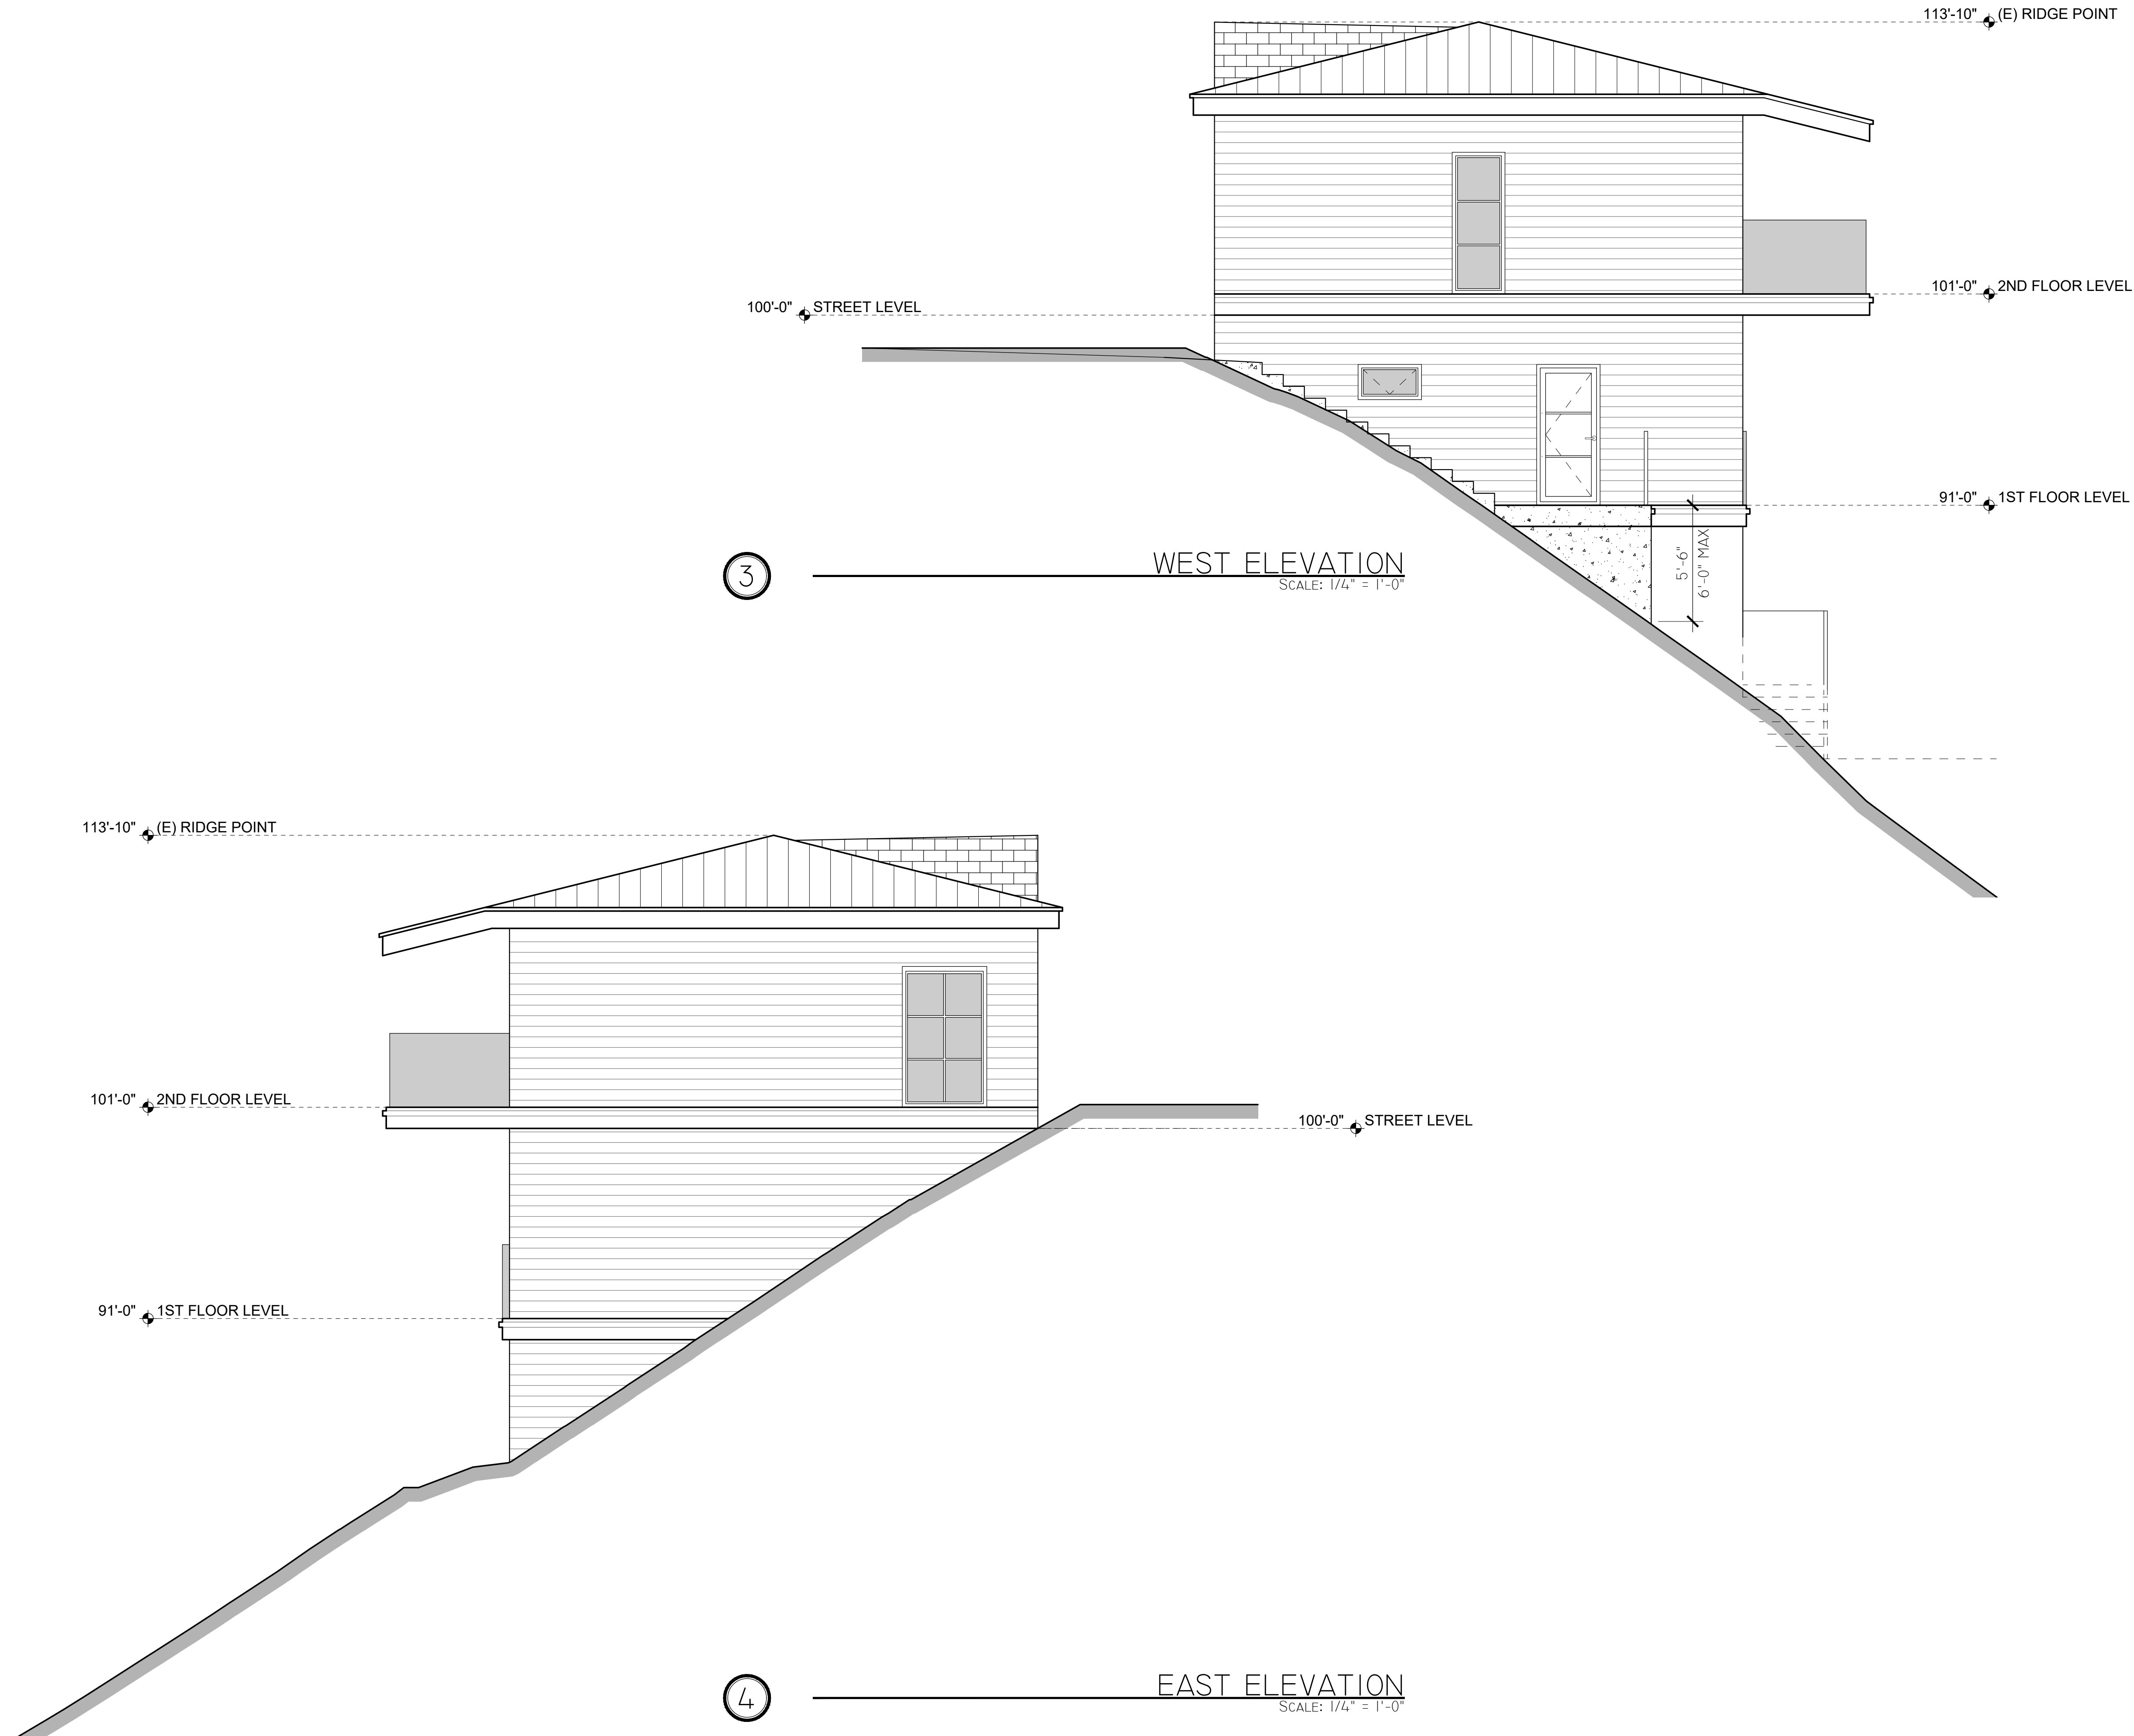 113'-10" (E) RIDGE POINT
101'-0" 2ND FLOOR LEVEL
100'-0" STREET LEVEL
91'-0" 1ST FLOOR LEVEL
5'-6"
6'-0" MAX
3 WEST ELEVATION
SCALE: 1/4" = 1'-0"
113'-10" (E) RIDGE POINT
101'-0" 2ND FLOOR LEVEL
100'-0" STREET LEVEL
91'-0" 1ST FLOOR LEVEL
4 EAST ELEVATION
SCALE: 1/4" = 1'-0"